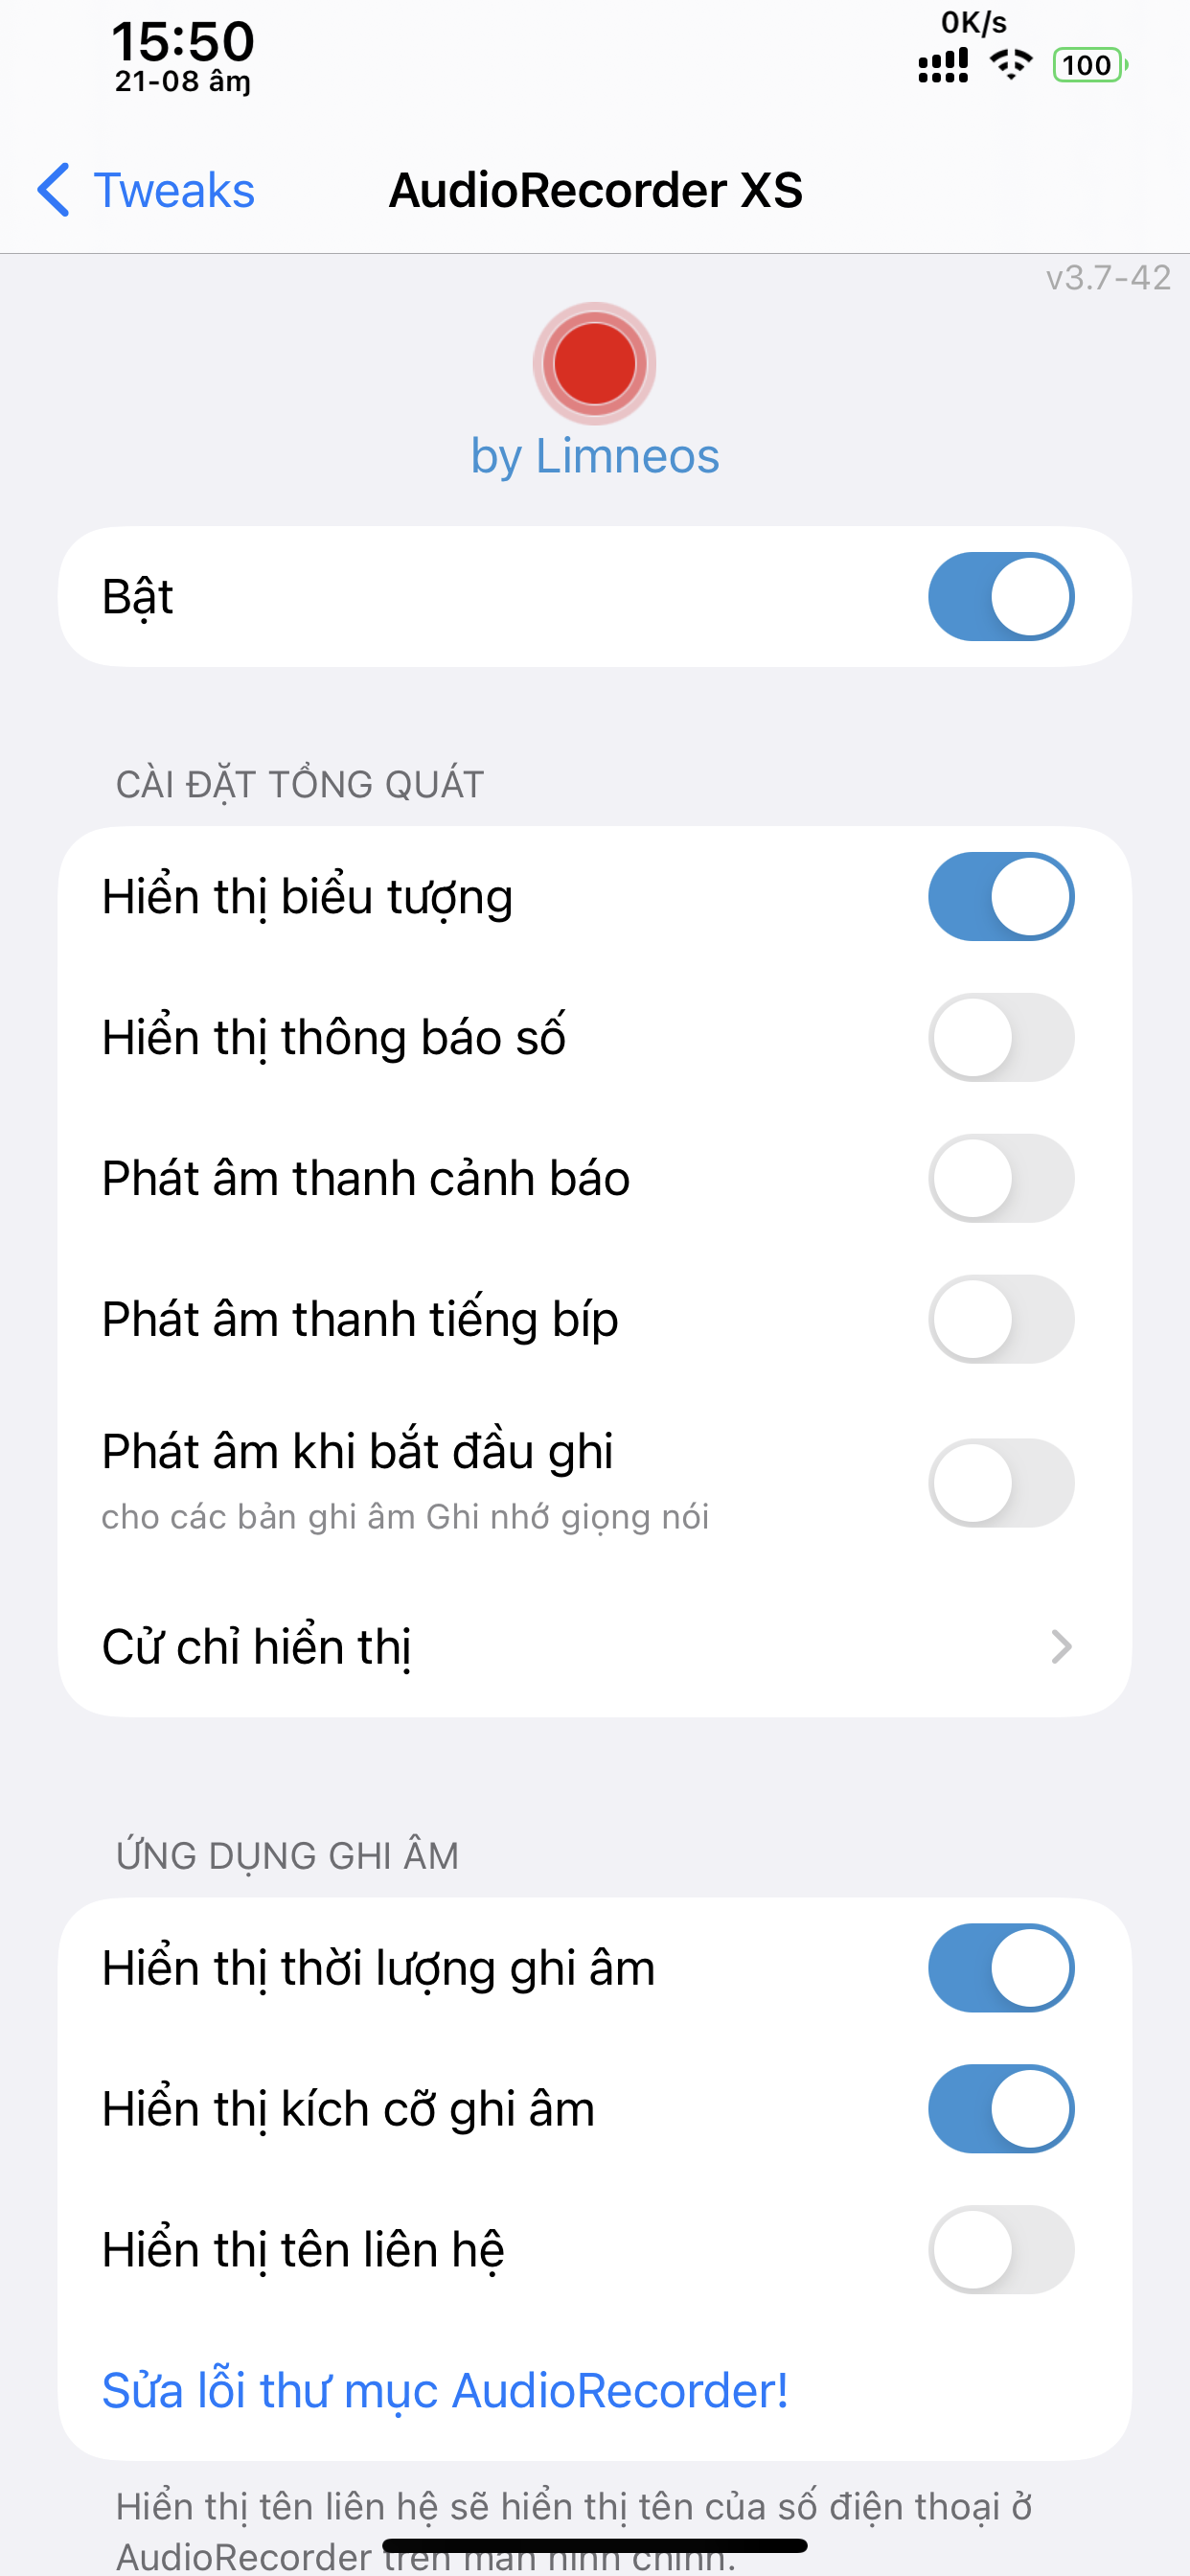 15:50
21-08 âm
0K/s
100
Tweaks
AudioRecorder XS
v3.7-42
by Limneos
Bật
CÀI ĐẶT TỔNG QUÁT
Hiển thị biểu tượng
Hiển thị thông báo số
Phát âm thanh cảnh báo
Phát âm thanh tiếng bíp
Phát âm khi bắt đầu ghi
cho các bản ghi âm Ghi nhớ giọng nói
Cử chỉ hiển thị
ỨNG DỤNG GHI ÂM
Hiển thị thời lượng ghi âm
Hiển thị kích cỡ ghi âm
Hiển thị tên liên hệ
Sửa lỗi thư mục AudioRecorder!
Hiển thị tên liên hệ sẽ hiển thị tên của số điện thoại ở
AudioRecorder trên màn hình chính.